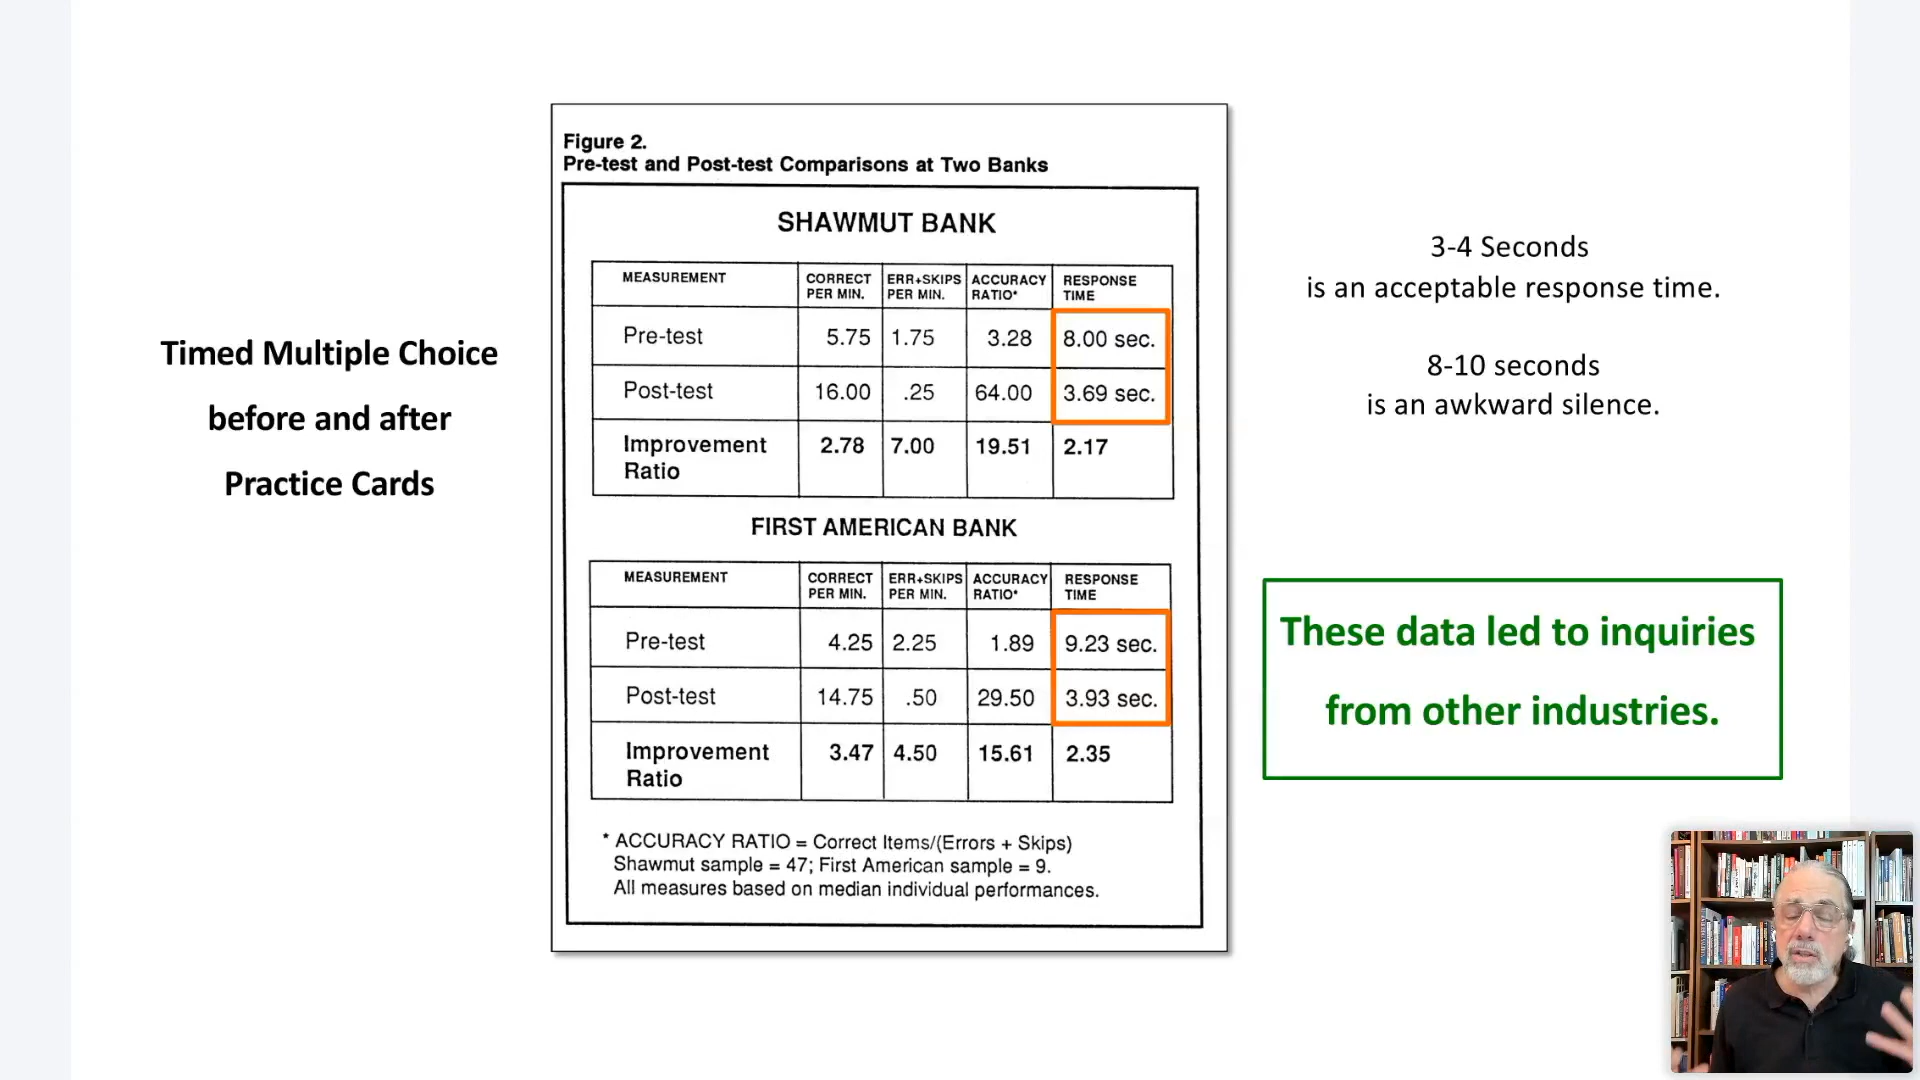 Timed Multiple Choice
before and after
Practice Cards
Figure 2.
Pre-test and Post-test Comparisons at Two Banks
SHAWMUT BANK
MEASUREMENT CORRECT PER MIN. ERR+SKIPS PER MIN. ACCURACY RATIO* RESPONSE TIME
Pre-test 5.75 1.75 3.28 8.00 sec.
Post-test 16.00 .25 64.00 3.69 sec.
Improvement Ratio 2.78 7.00 19.51 2.17
FIRST AMERICAN BANK
MEASUREMENT CORRECT PER MIN. ERR+SKIPS PER MIN. ACCURACY RATIO* RESPONSE TIME
Pre-test 4.25 2.25 1.89 9.23 sec.
Post-test 14.75 .50 29.50 3.93 sec.
Improvement Ratio 3.47 4.50 15.61 2.35
* ACCURACY RATIO = Correct Items/(Errors + Skips)
Shawmut sample = 47; First American sample = 9.
All measures based on median individual performances.
3-4 Seconds
is an acceptable response time.
8-10 seconds
is an awkward silence.
These data led to inquiries
from other industries.